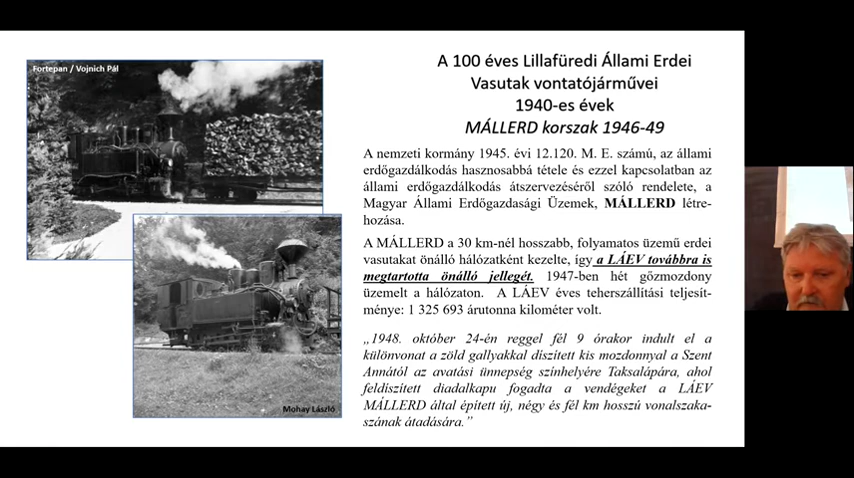 Fortepan / Vojnich Pál
Mohay László
A 100 éves Lillafüredi Állami Erdei
Vasutak vontatójárművei
1940-es évek
MÁLLERD korszak 1946-49
A nemzeti kormány 1945. évi 12.120. M. E. számú, az állami
erdőgazdálkodás hasznosabbá tétele és ezzel kapcsolatban az
állami erdőgazdálkodás átszervezéséről szóló rendelete, a
Magyar Állami Erdőgazdasági Üzemek, MÁLLERD létre-
hozása.
A MÁLLERD a 30 km-nél hosszabb, folyamatos üzemű erdei
vasutakat önálló hálózatként kezelte, így a LÁEV továbbra is
megtartotta önálló jellegét. 1947-ben hét gőzmozdony
üzemelt a hálózaton. A LÁEV éves teherszállítási teljesít-
ménye: 1 325 693 árutonna kilométer volt.
„1948. október 24-én reggel fél 9 órakor indult el a
különvonat a zöld gallyakkal díszített kis mozdonnyal a Szent
Annától az avatási ünnepség színhelyére Taksalápára, ahol
feldíszített diadalkapu fogadta a vendégeket a LÁEV
MÁLLERD által épített új, négy és fél km hosszú vonalszaka-
szának átadására.”